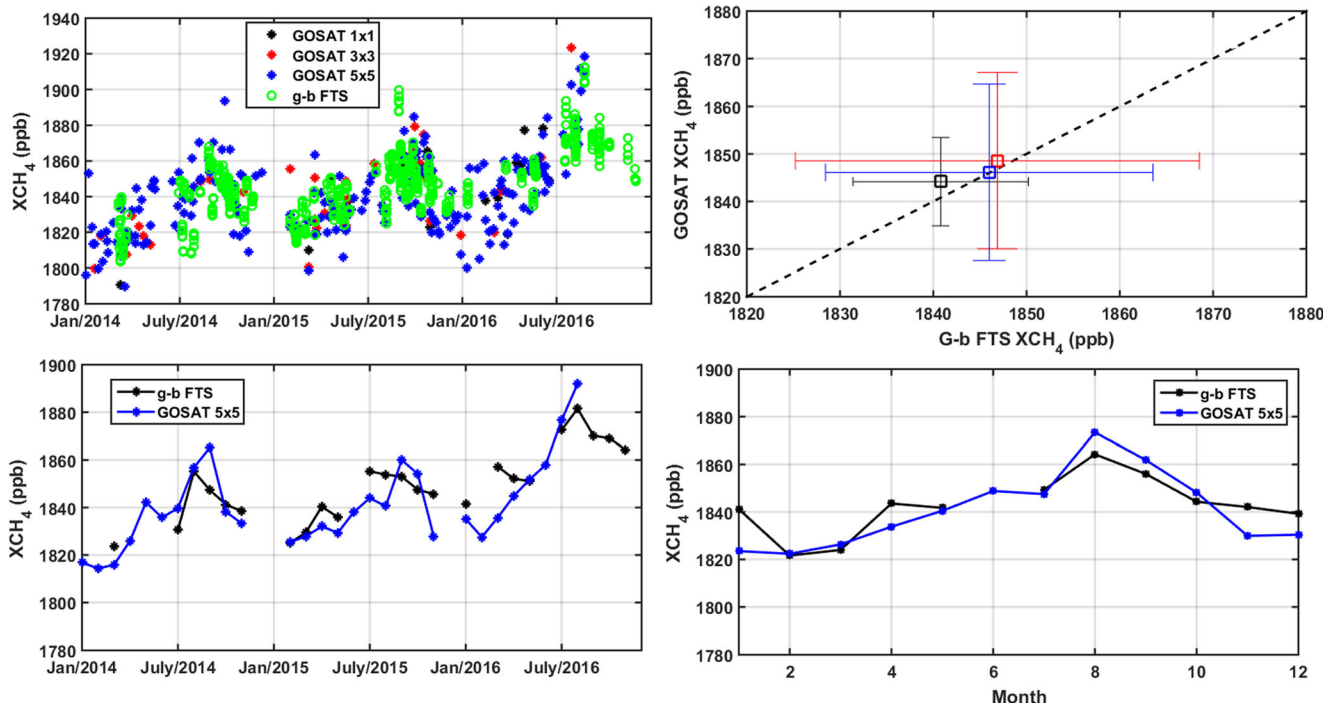 1940
1920
1900
1880
1860
1840
1820
1800
1780
XCH4 (ppb)
GOSAT 1x1
GOSAT 3x3
GOSAT 5x5
g-b FTS
Jan/2014 July/2014 Jan/2015 July/2015 Jan/2016 July/2016
1880
1870
1860
1850
1840
1830
1820
GOSAT XCH4 (ppb)
1820 1830 1840 1850 1860 1870 1880
G-b FTS XCH4 (ppb)
1900
1880
1860
1840
1820
1800
1780
XCH4 (ppb)
g-b FTS
GOSAT 5x5
Jan/2014 July/2014 Jan/2015 July/2015 Jan/2016 July/2016
1900
1880
1860
1840
1820
1800
1780
XCH4 (ppb)
g-b FTS
GOSAT 5x5
2 4 6 8 10 12
Month